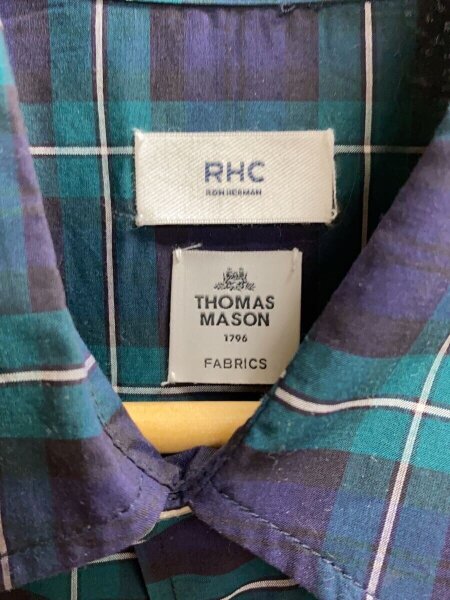 RHC
RON HERMAN
THOMAS
MASON
1796
FABRICS